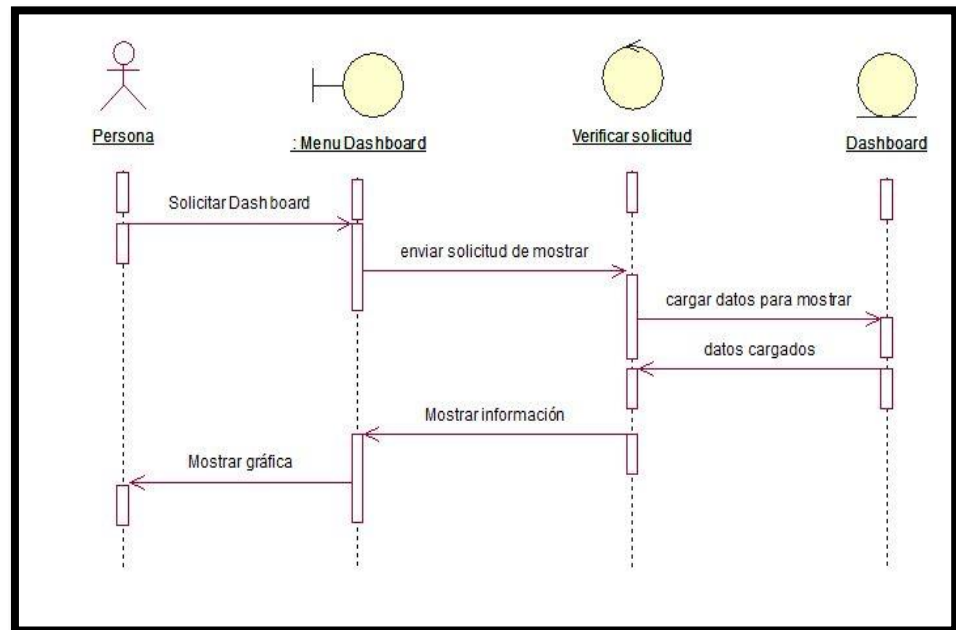 Persona
: Menu Dashboard
Verificar solicitud
Dashboard
Solicitar Dashboard
enviar solicitud de mostrar
cargar datos para mostrar
datos cargados
Mostrar información
Mostrar gráfica